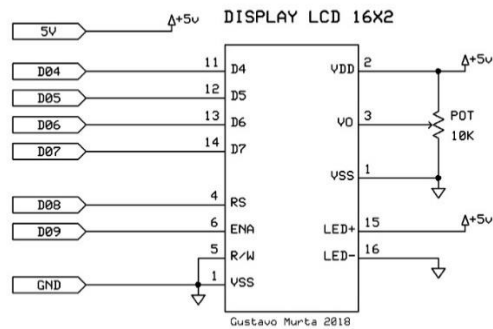 DISPLAY LCD 16X2
5V
+5v
D04
11
D4
D05
12
D5
D06
13
D6
D07
14
D7
D08
4
RS
D09
6
ENA
5
R/W
GND
1
VSS
VDD
2
+5v
VO
3
POT
10K
VSS
1
LED+
15
+5v
LED-
16
Gustavo Murta 2018